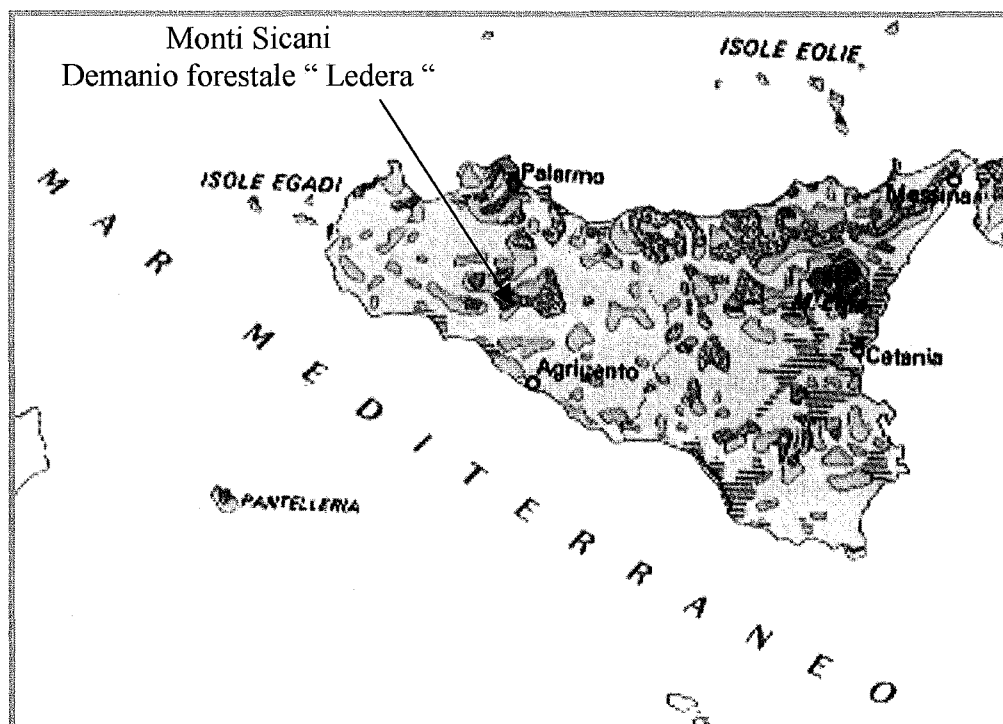 Monti Sicani
Demanio forestale “ Ledera “
ISOLE EOLIE
ISOLE EGADI
Palermo
Messina
Catania
Agrigento
PANTELLERIA
MAR MEDITERRANEO